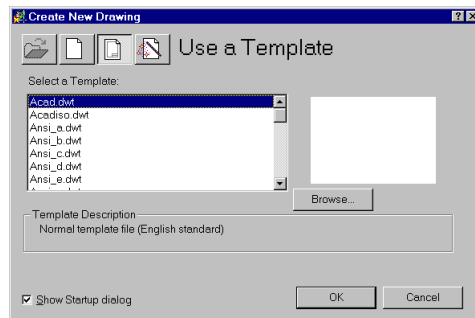 Create New Drawing
Use a Template
Select a Template:
Acad.dwt
Acadiso.dwt
Ansi_a.dwt
Ansi_b.dwt
Ansi_c.dwt
Ansi_d.dwt
Ansi_e.dwt
Browse...
Template Description
Normal template file (English standard)
Show Startup dialog
OK
Cancel